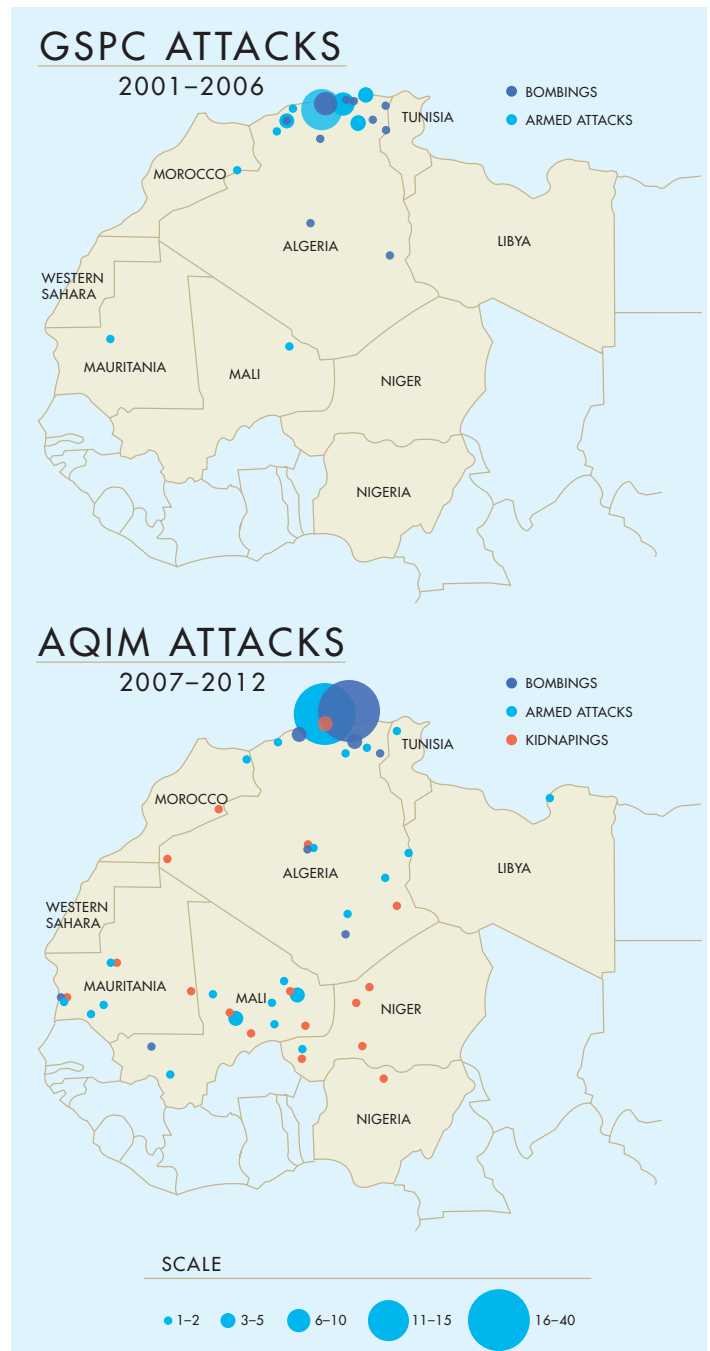 GSPC ATTACKS
2001–2006
BOMBINGS
ARMED ATTACKS
TUNISIA
MOROCCO
ALGERIA
LIBYA
WESTERN
SAHARA
MAURITANIA
MALI
NIGER
NIGERIA
AQIM ATTACKS
2007–2012
BOMBINGS
ARMED ATTACKS
KIDNAPINGS
TUNISIA
MOROCCO
ALGERIA
LIBYA
WESTERN
SAHARA
MAURITANIA
MALI
NIGER
NIGERIA
SCALE
1–2 3–5 6–10 11–15 16–40